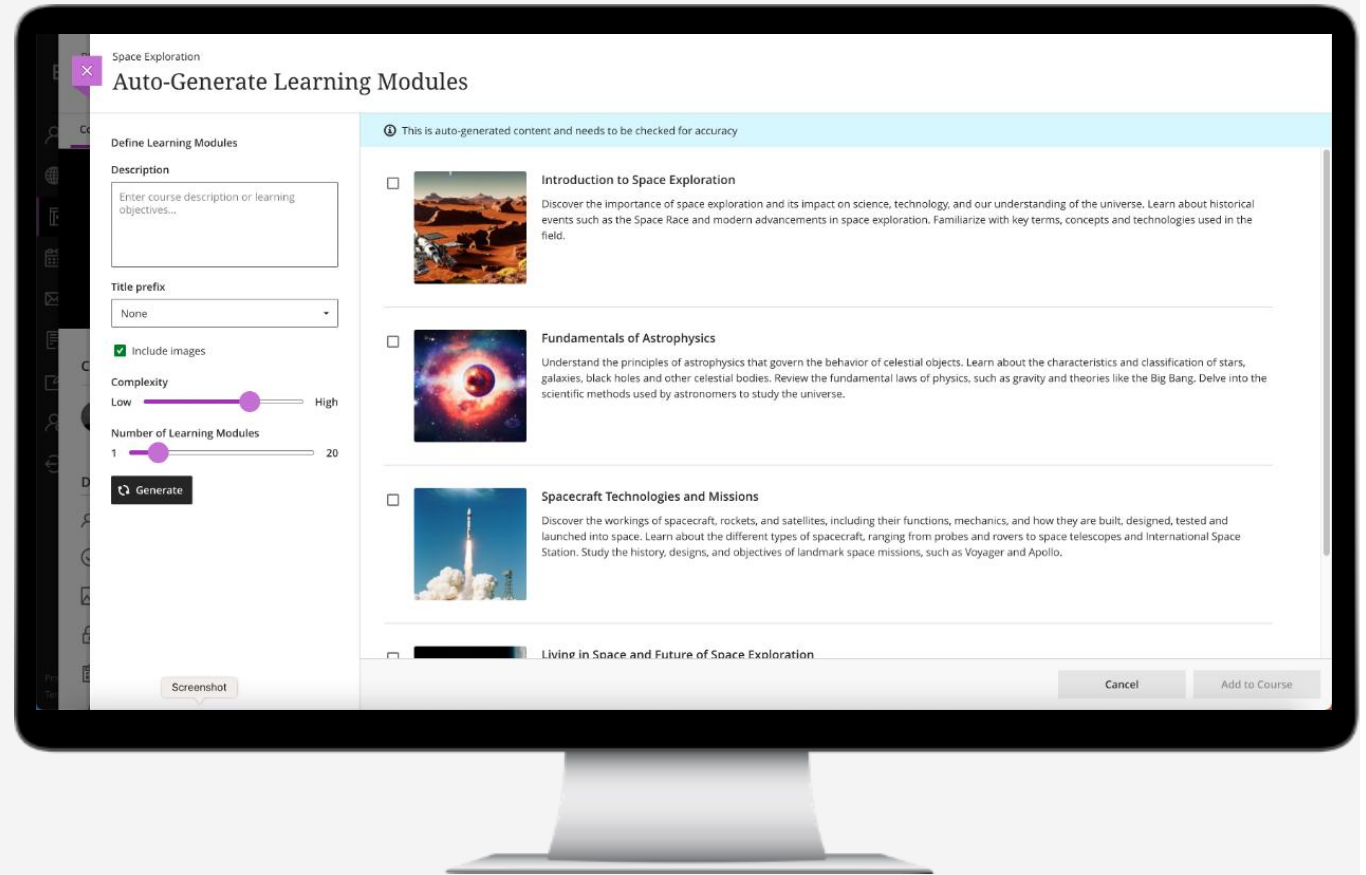 Space Exploration
Auto-Generate Learning Modules
Define Learning Modules
Description
Enter course description or learning
objectives...
Title prefix
None
Include images
Complexity
Low
High
Number of Learning Modules
1
20
Generate
Screenshot
This is auto-generated content and needs to be checked for accuracy
Introduction to Space Exploration
Discover the importance of space exploration and its impact on science, technology, and our understanding of the universe. Learn about historical
events such as the Space Race and modern advancements in space exploration. Familiarize with key terms, concepts and technologies used in the
field.
Fundamentals of Astrophysics
Understand the principles of astrophysics that govern the behavior of celestial objects. Learn about the characteristics and classification of stars,
galaxies, black holes and other celestial bodies. Review the fundamental laws of physics, such as gravity and theories like the Big Bang. Delve into the
scientific methods used by astronomers to study the universe.
Spacecraft Technologies and Missions
Discover the workings of spacecraft, rockets, and satellites, including their functions, mechanics, and how they are built, designed, tested and
launched into space. Learn about the different types of spacecraft, ranging from probes and rovers to space telescopes and International Space
Station. Study the history, designs, and objectives of landmark space missions, such as Voyager and Apollo.
Living in Space and Future of Space Exploration
Cancel
Add to Course